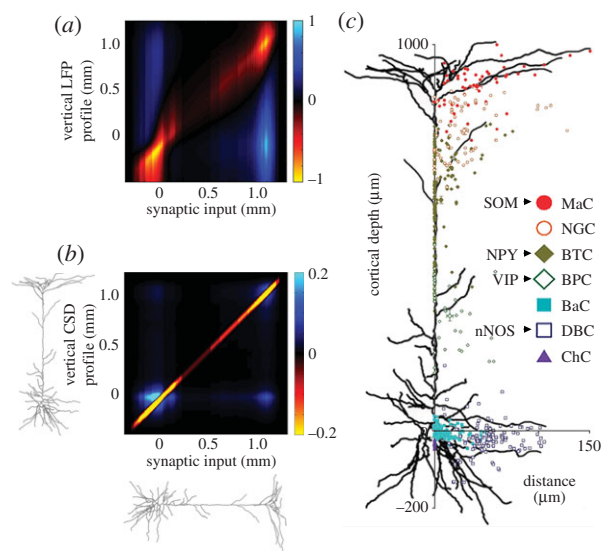 (a)
vertical LFP
profile (mm)
1.0
0.5
0
0
0.5
1.0
synaptic input (mm)
1
0
−1
(b)
vertical CSD
profile (mm)
1.0
0.5
0
0
0.5
1.0
synaptic input (mm)
0.2
0
−0.2
(c)
cortical depth (μm)
1000
−200
150
distance
(μm)
SOM MaC
NGC
NPY BTC
VIP BPC
BaC
nNOS DBC
ChC